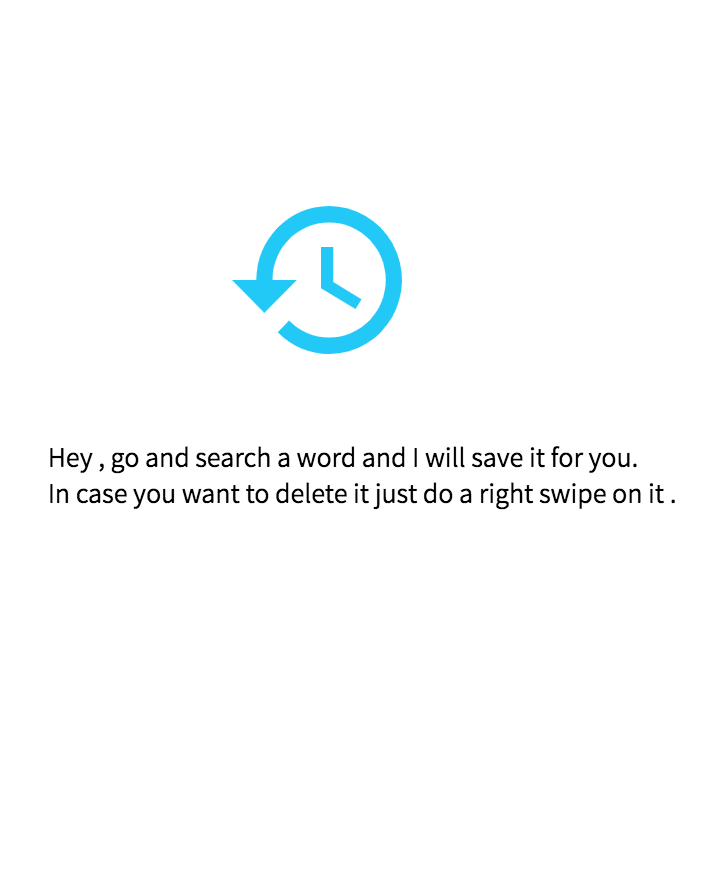 Hey , go and search a word and I will save it for you.
In case you want to delete it just do a right swipe on it .